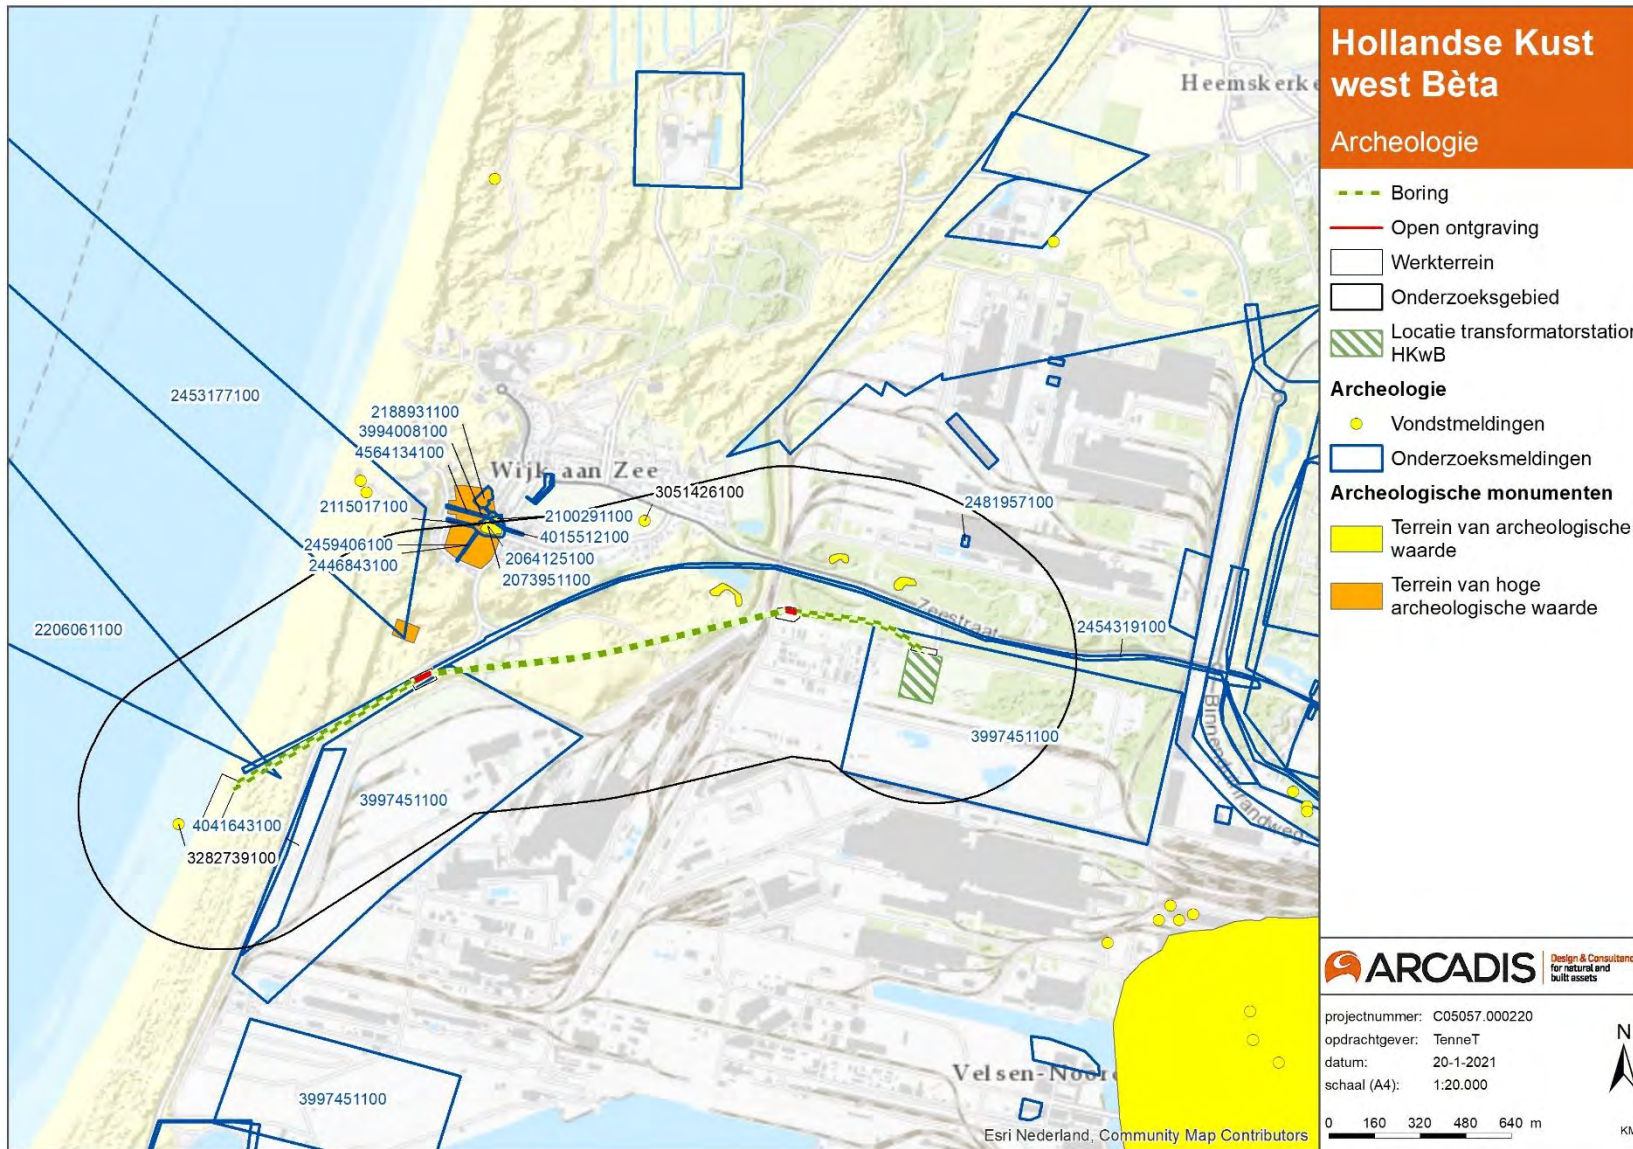 Hollandse Kust
west Bèta
Archeologie
Boring
Open ontgraving
Werkterrein
Onderzoeksgebied
Locatie transformatorstation
HKwB
Archeologie
Vondstmeldingen
Onderzoeksmeldingen
Archeologische monumenten
Terrein van archeologische
waarde
Terrein van hoge
archeologische waarde
ARCADIS
Design & Consultanc
for natural and
built assets
projectnummer: C05057.000220
opdrachtgever: TenneT
datum: 20-1-2021
schaal (A4): 1:20.000
N
0 160 320 480 640 m
KM
Heemskerke
2453177100
2188931100
3994008100
4564134100
Wijk aan Zee
3051426100
2481957100
2115017100
2100291100
4015512100
2459406100
2064125100
2446843100
2073951100
2206061100
Zeestraat
2454319100
Binnenduinrandweg
3997451100
3997451100
4041643100
3282739100
Velsen-Noord
3997451100
Esri Nederland, Community Map Contributors